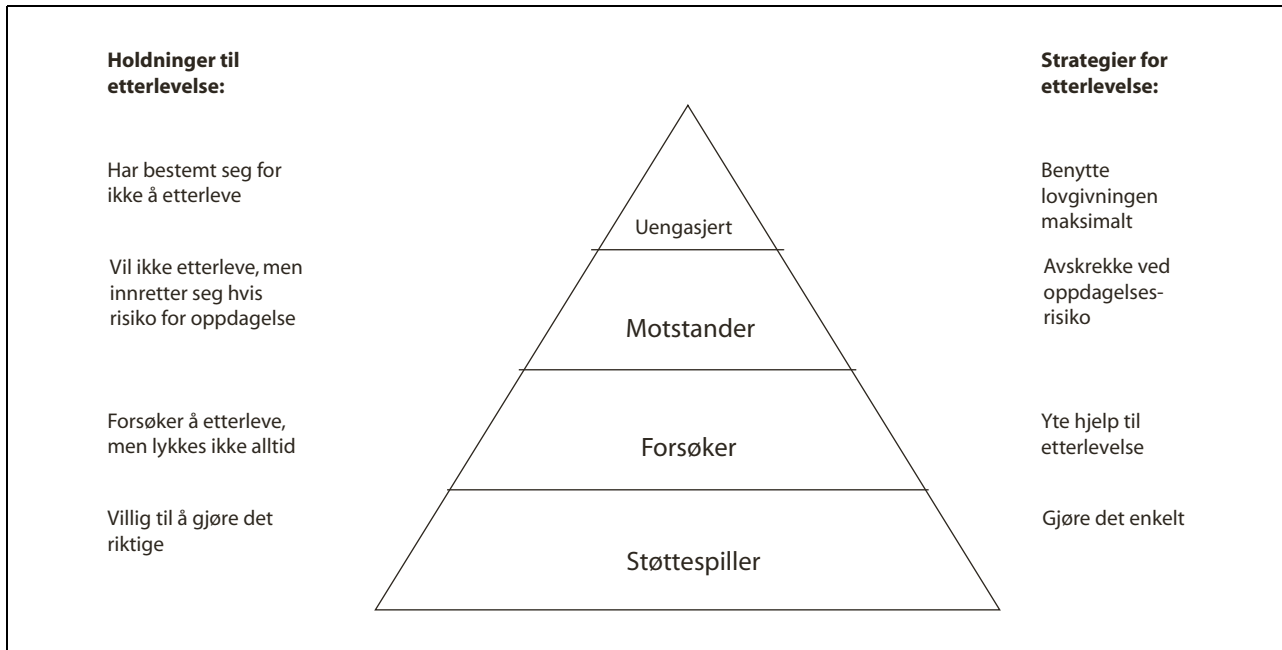 Holdninger til
etterlevelse:
Strategier for
etterlevelse:
Har bestemt seg for
ikke å etterleve
Uengasjert
Benytte
lovgivningen
maksimalt
Vil ikke etterleve, men
innretter seg hvis
risiko for oppdagelse
Motstander
Avskrekke ved
oppdagelses-
risiko
Forsøker å etterleve,
men lykkes ikke alltid
Forsøker
Yte hjelp til
etterlevelse
Villig til å gjøre det
riktige
Støttespiller
Gjøre det enkelt